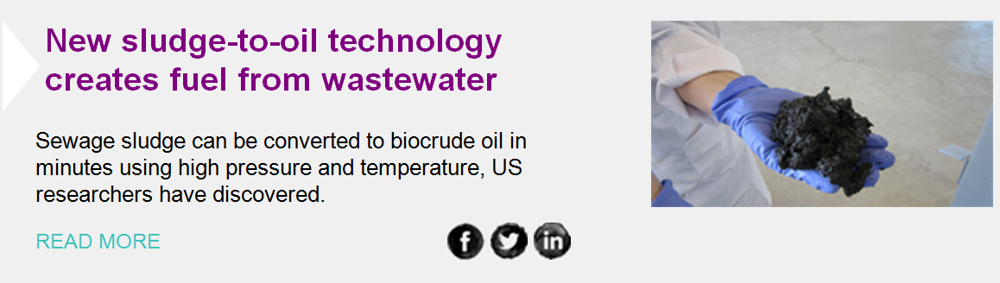 New sludge-to-oil technology
creates fuel from wastewater
Sewage sludge can be converted to biocrude oil in
minutes using high pressure and temperature, US
researchers have discovered.
READ MORE
f
in